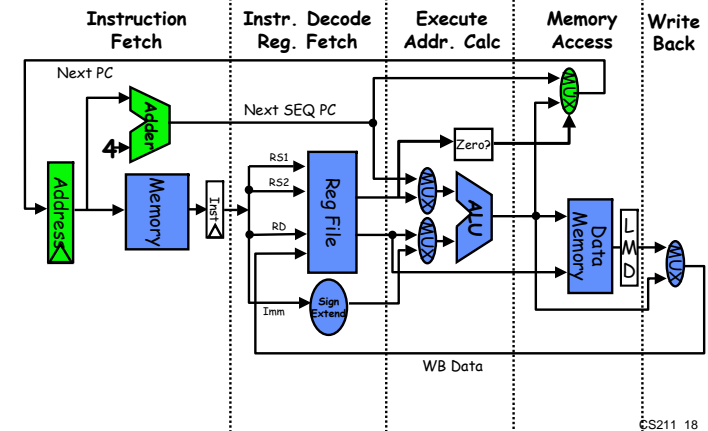 Instruction
Fetch
Instr. Decode
Reg. Fetch
Execute
Addr. Calc
Memory
Access
Write
Back
Next PC
MUX
Adder
Next SEQ PC
4
Zero?
RS1
RS2
Reg File
MUX
ALU
Address
Memory
Inst
RD
MUX
Data
Memory
L
M
D
MUX
Imm
Sign
Extend
WB Data
CS211 18